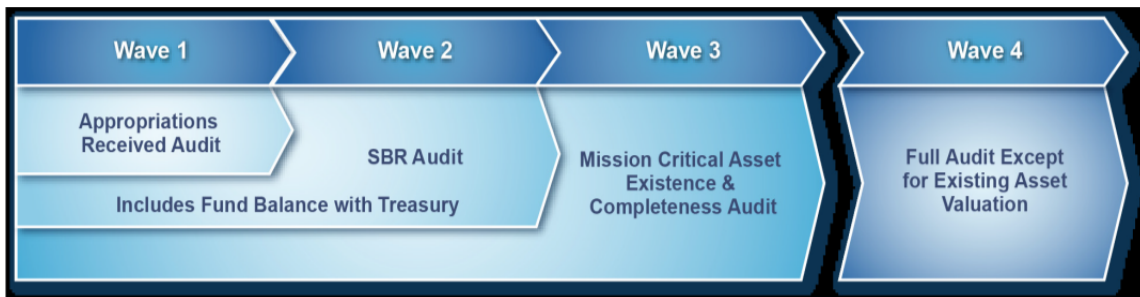 Wave 1
Wave 2
Wave 3
Wave 4
Appropriations
Received Audit
SBR Audit
Includes Fund Balance with Treasury
Mission Critical Asset
Existence &
Completeness Audit
Full Audit Except
for Existing Asset
Valuation